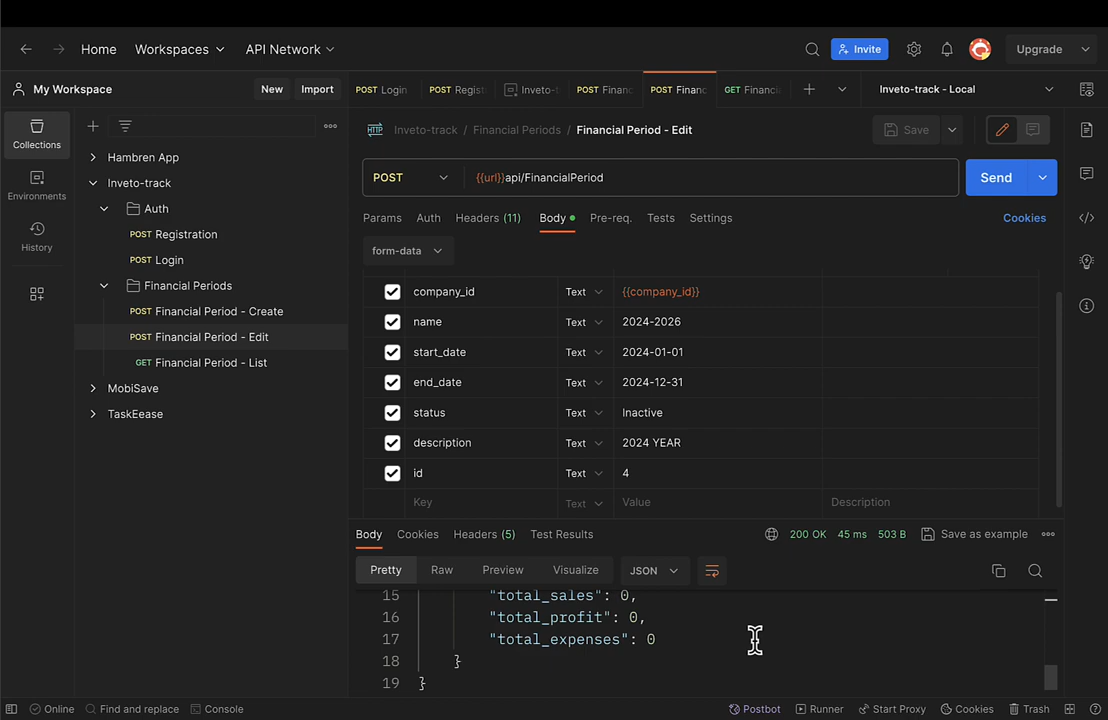 Home Workspaces API Network Invite Upgrade
My Workspace New Import POST Login POST Regist Inveto- POST Financ POST Financ GET Financi Inveto-track - Local
Collections
Environments
History
Hambren App
Inveto-track
Auth
POST Registration
POST Login
Financial Periods
POST Financial Period - Create
POST Financial Period - Edit
GET Financial Period - List
MobiSave
TaskEease
HTTP Inveto-track / Financial Periods / Financial Period - Edit Save
POST {{url}}api/FinancialPeriod Send
Params Auth Headers (11) Body Pre-req. Tests Settings Cookies
form-data
company_id Text {{company_id}}
name Text 2024-2026
start_date Text 2024-01-01
end_date Text 2024-12-31
status Text Inactive
description Text 2024 YEAR
id Text 4
Key Text Value Description
Body Cookies Headers (5) Test Results 200 OK 45 ms 503 B Save as example
Pretty Raw Preview Visualize JSON
15 "total_sales": 0,
16 "total_profit": 0,
17 "total_expenses": 0
18 }
19 }
Online Find and replace Console Postbot Runner Start Proxy Cookies Trash